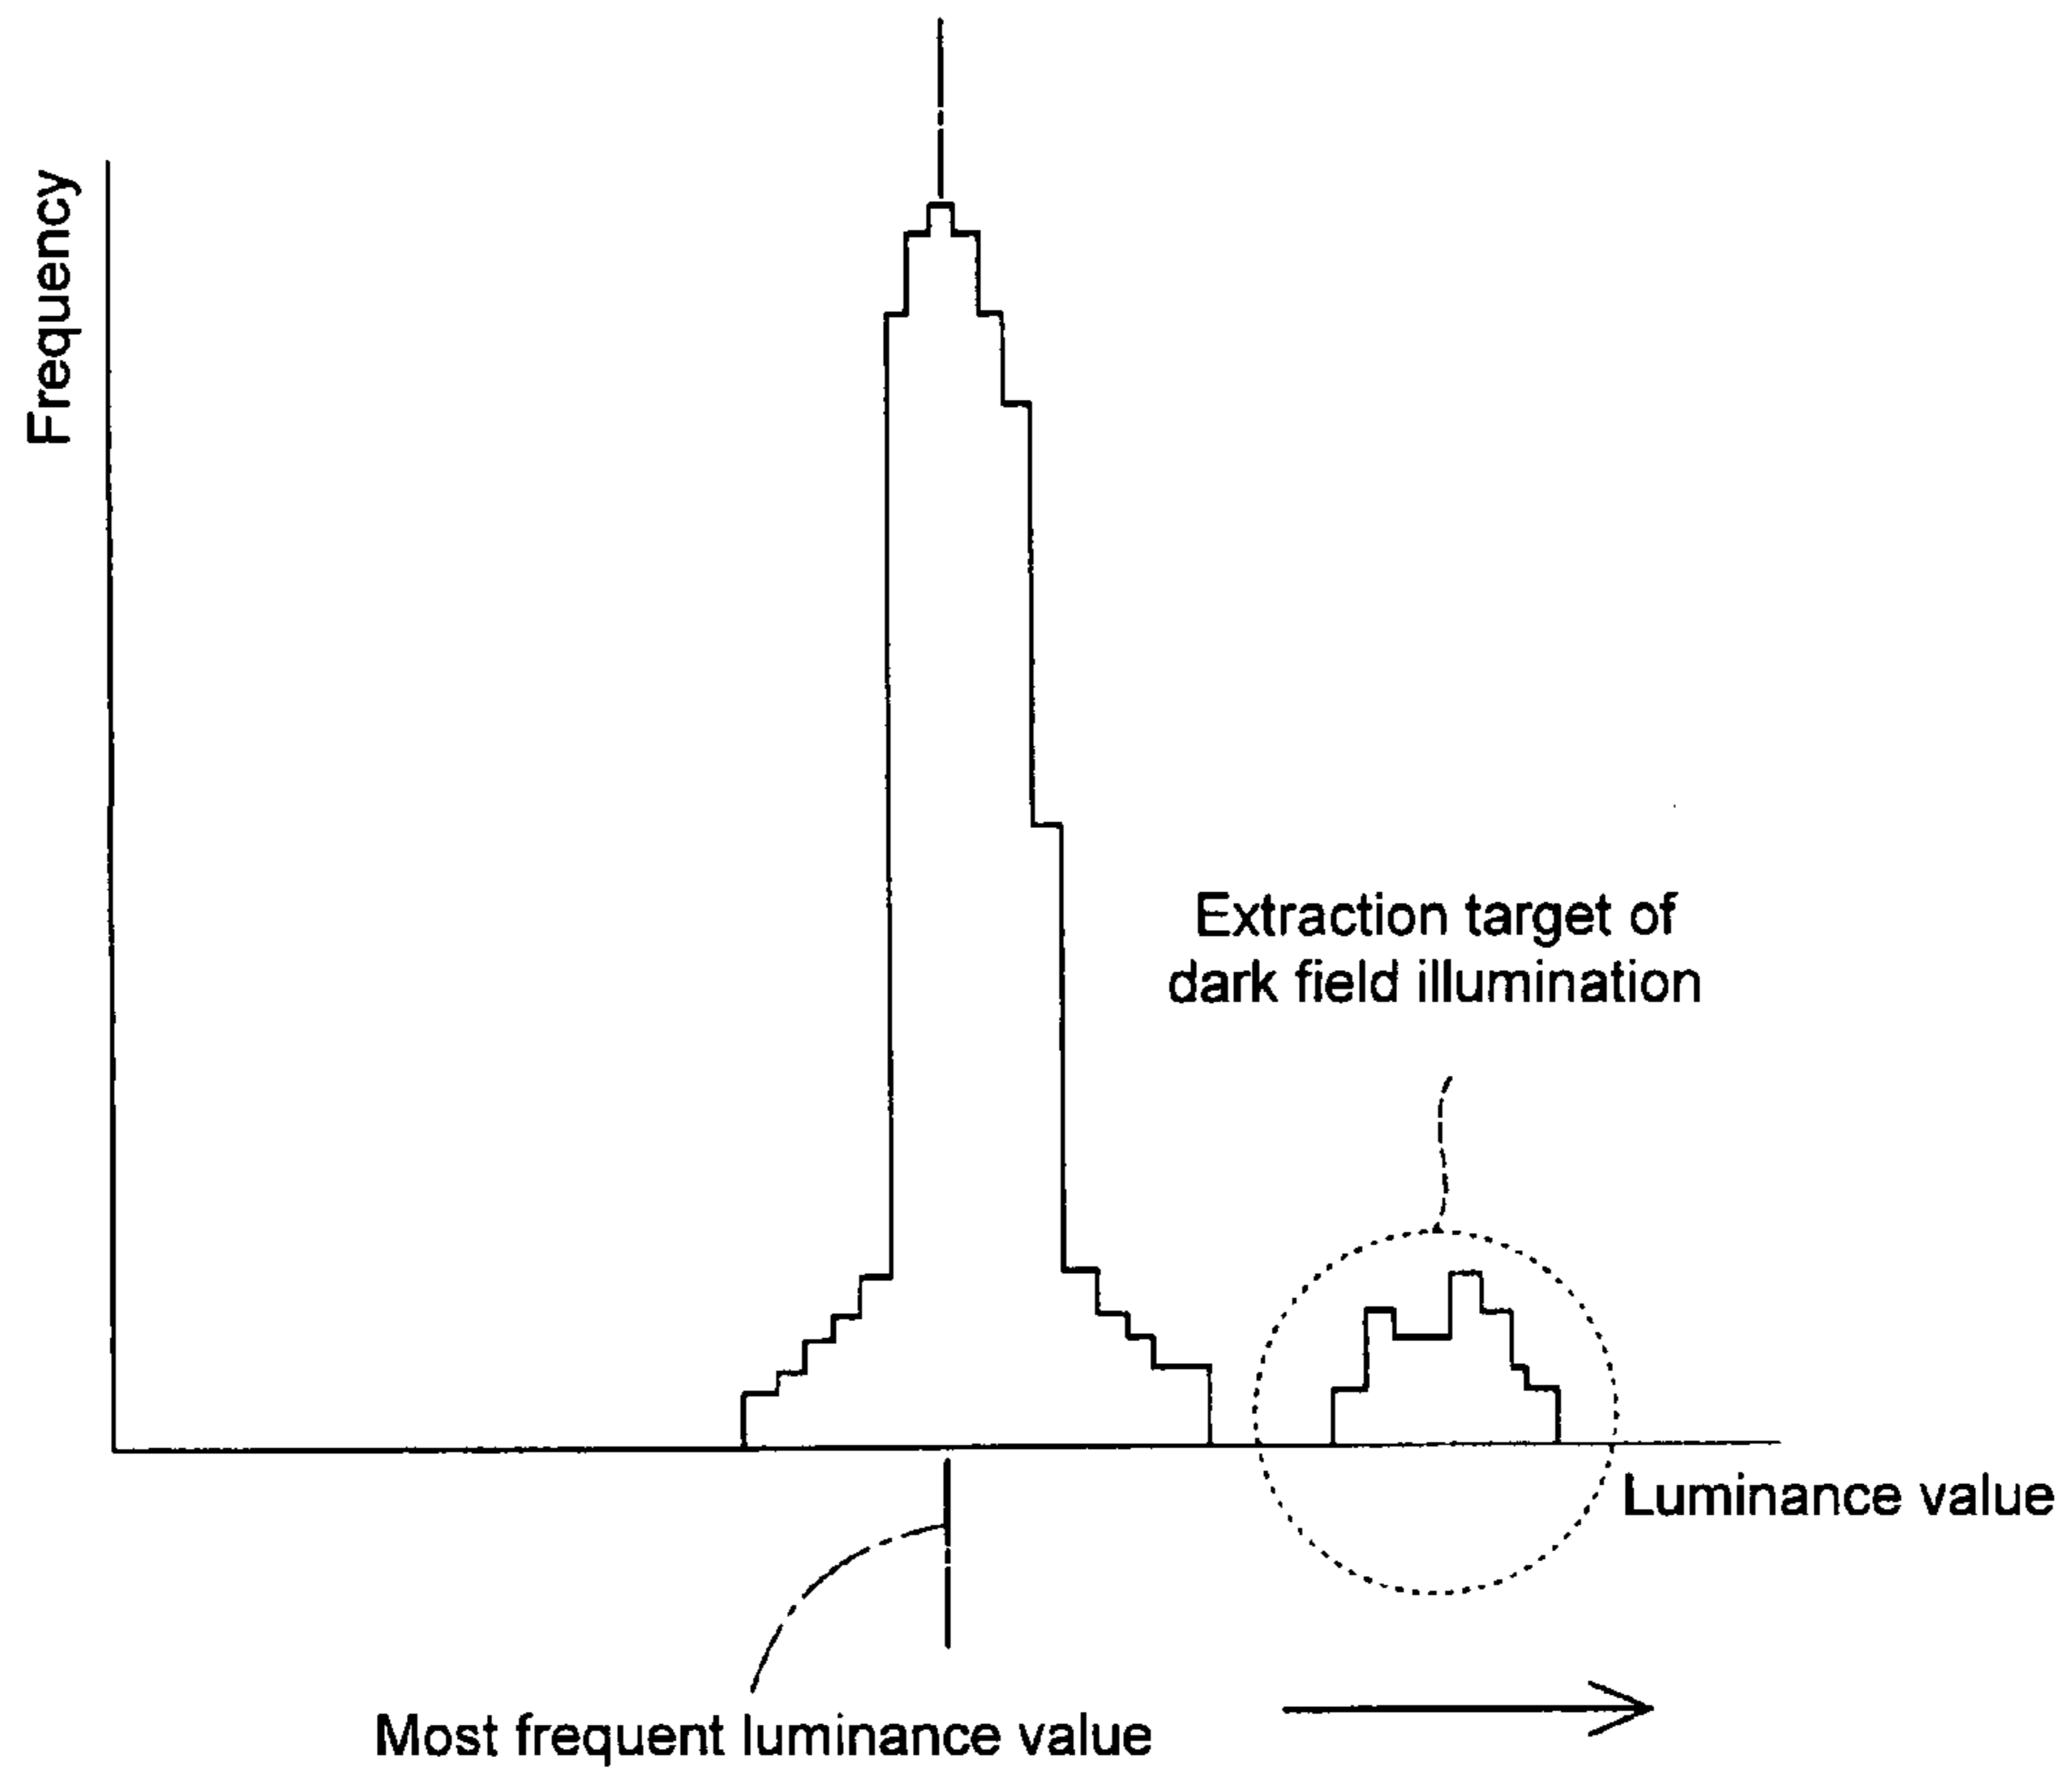 Frequency
Extraction target of
dark field illumination
Luminance value
Most frequent luminance value